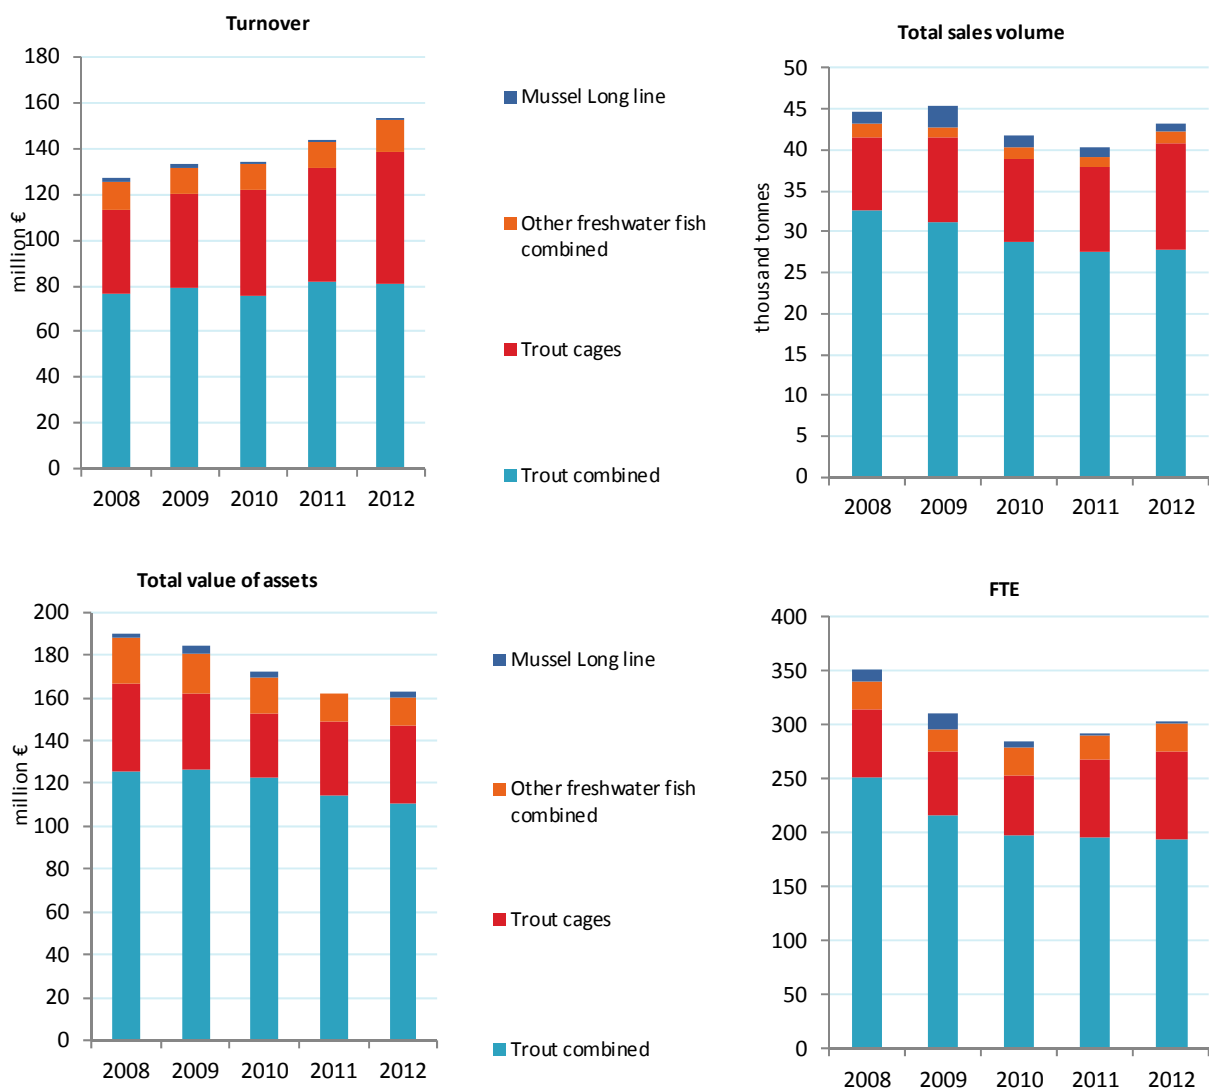 Turnover
180
160
140
120
100
80
60
40
20
0
million €
2008 2009 2010 2011 2012
Mussel Long line
Other freshwater fish
combined
Trout cages
Trout combined
Total sales volume
50
45
40
35
30
25
20
15
10
5
0
thousand tonnes
2008 2009 2010 2011 2012
Total value of assets
200
180
160
140
120
100
80
60
40
20
0
million €
2008 2009 2010 2011 2012
Mussel Long line
Other freshwater fish
combined
Trout cages
Trout combined
FTE
400
350
300
250
200
150
100
50
0
2008 2009 2010 2011 2012